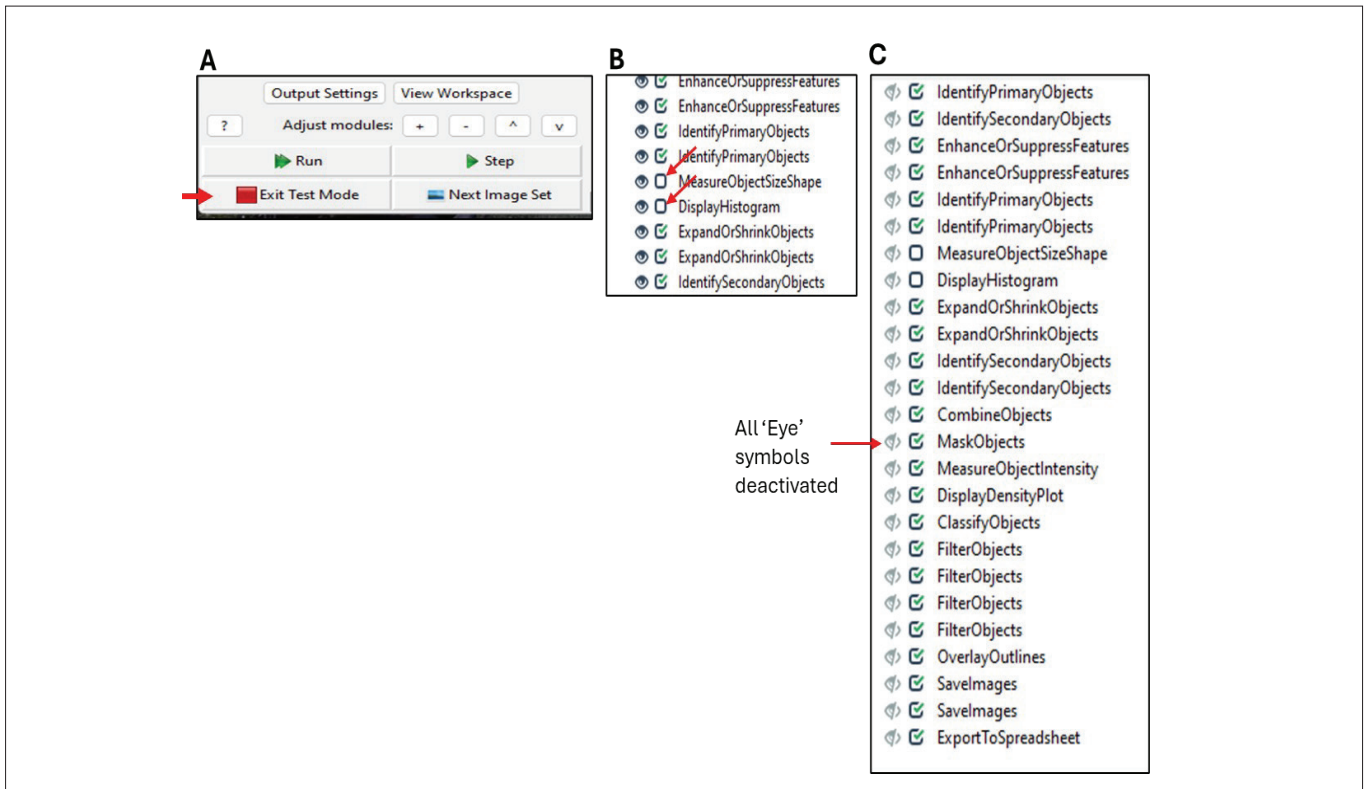 A
Output Settings View Workspace
? Adjust modules: + - ^ v
Run Step
Exit Test Mode Next Image Set
B
EnhanceOrSuppressFeatures
EnhanceOrSuppressFeatures
IdentifyPrimaryObjects
IdentifyPrimaryObjects
MeasureObjectSizeShape
DisplayHistogram
ExpandOrShrinkObjects
ExpandOrShrinkObjects
IdentifySecondaryObjects
C
IdentifyPrimaryObjects
IdentifySecondaryObjects
EnhanceOrSuppressFeatures
EnhanceOrSuppressFeatures
IdentifyPrimaryObjects
IdentifyPrimaryObjects
MeasureObjectSizeShape
DisplayHistogram
ExpandOrShrinkObjects
ExpandOrShrinkObjects
IdentifySecondaryObjects
IdentifySecondaryObjects
CombineObjects
MaskObjects
MeasureObjectIntensity
DisplayDensityPlot
ClassifyObjects
FilterObjects
FilterObjects
FilterObjects
FilterObjects
OverlayOutlines
SaveImages
SaveImages
ExportToSpreadsheet
All ‘Eye’
symbols
deactivated